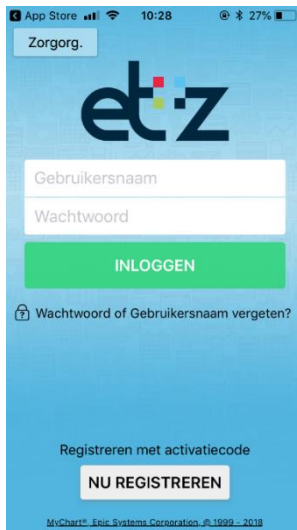 App Store 10:28 27%
Zorgorg.
etz
Gebruikersnaam
Wachtwoord
INLOGGEN
Wachtwoord of Gebruikersnaam vergeten?
Registreren met activatiecode
NU REGISTREREN
MyChart®, Epic Systems Corporation, © 1999 - 2018